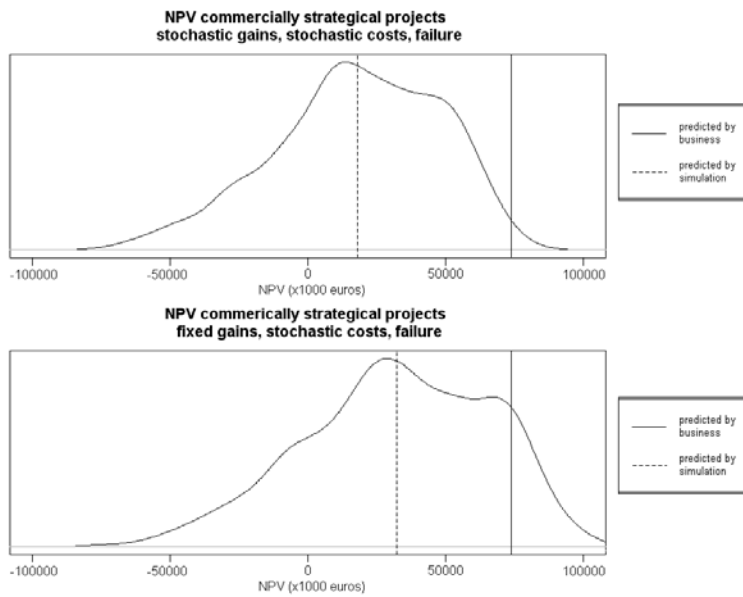 NPV commercially strategical projects
stochastic gains, stochastic costs, failure
predicted by
business
predicted by
simulation
-100000 -50000 0 50000 100000
NPV (x1000 euros)
NPV commerically strategical projects
fixed gains, stochastic costs, failure
predicted by
business
predicted by
simulation
-100000 -50000 0 50000 100000
NPV (x1000 euros)